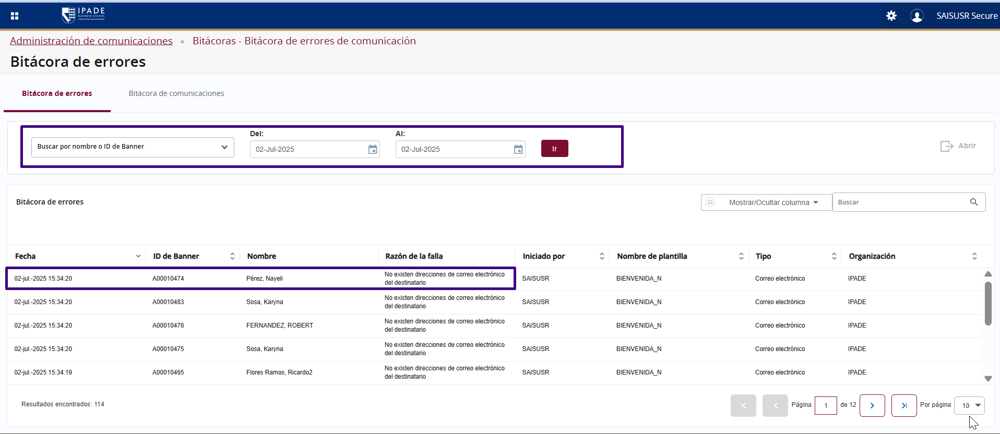 IPADE
BUSINESS SCHOOL
SAISUSR Secure
Administración de comunicaciones • Bitácoras - Bitácora de errores de comunicación
Bitácora de errores
Bitácora de errores Bitácora de comunicaciones
Del: Al:
Buscar por nombre o ID de Banner 02-Jul-2025 02-Jul-2025 Ir Abrir
Bitácora de errores Mostrar/Ocultar columna Buscar
Fecha ID de Banner Nombre Razón de la falla Iniciado por Nombre de plantilla Tipo Organización
02-jul.-2025 15:34:20 A00010474 Pérez, Nayeli No existen direcciones de correo electrónico del destinatario SAISUSR BIENVENIDA_N Correo electrónico IPADE
02-jul.-2025 15:34:20 A00010483 Sosa, Karyna No existen direcciones de correo electrónico del destinatario SAISUSR BIENVENIDA_N Correo electrónico IPADE
02-jul.-2025 15:34:20 A00010476 FERNANDEZ, ROBERT No existen direcciones de correo electrónico del destinatario SAISUSR BIENVENIDA_N Correo electrónico IPADE
02-jul.-2025 15:34:20 A00010475 Sosa, Karyna No existen direcciones de correo electrónico del destinatario SAISUSR BIENVENIDA_N Correo electrónico IPADE
02-jul.-2025 15:34:19 A00010465 Flores Ramos, Ricardo2 No existen direcciones de correo electrónico del destinatario SAISUSR BIENVENIDA_N Correo electrónico IPADE
Resultados encontrados: 114 Página 1 de 12 Por página 10